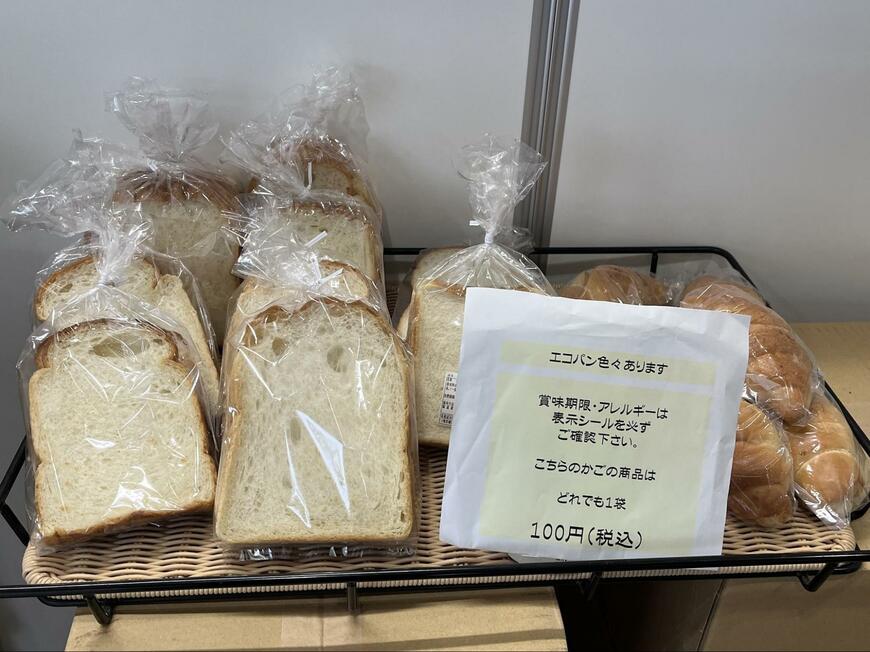 エコパン色々あります
賞味期限・アレルギーは
表示シールを必ず
ご確認下さい。
こちらのかごの商品は
どれでも1袋
100円(税込)